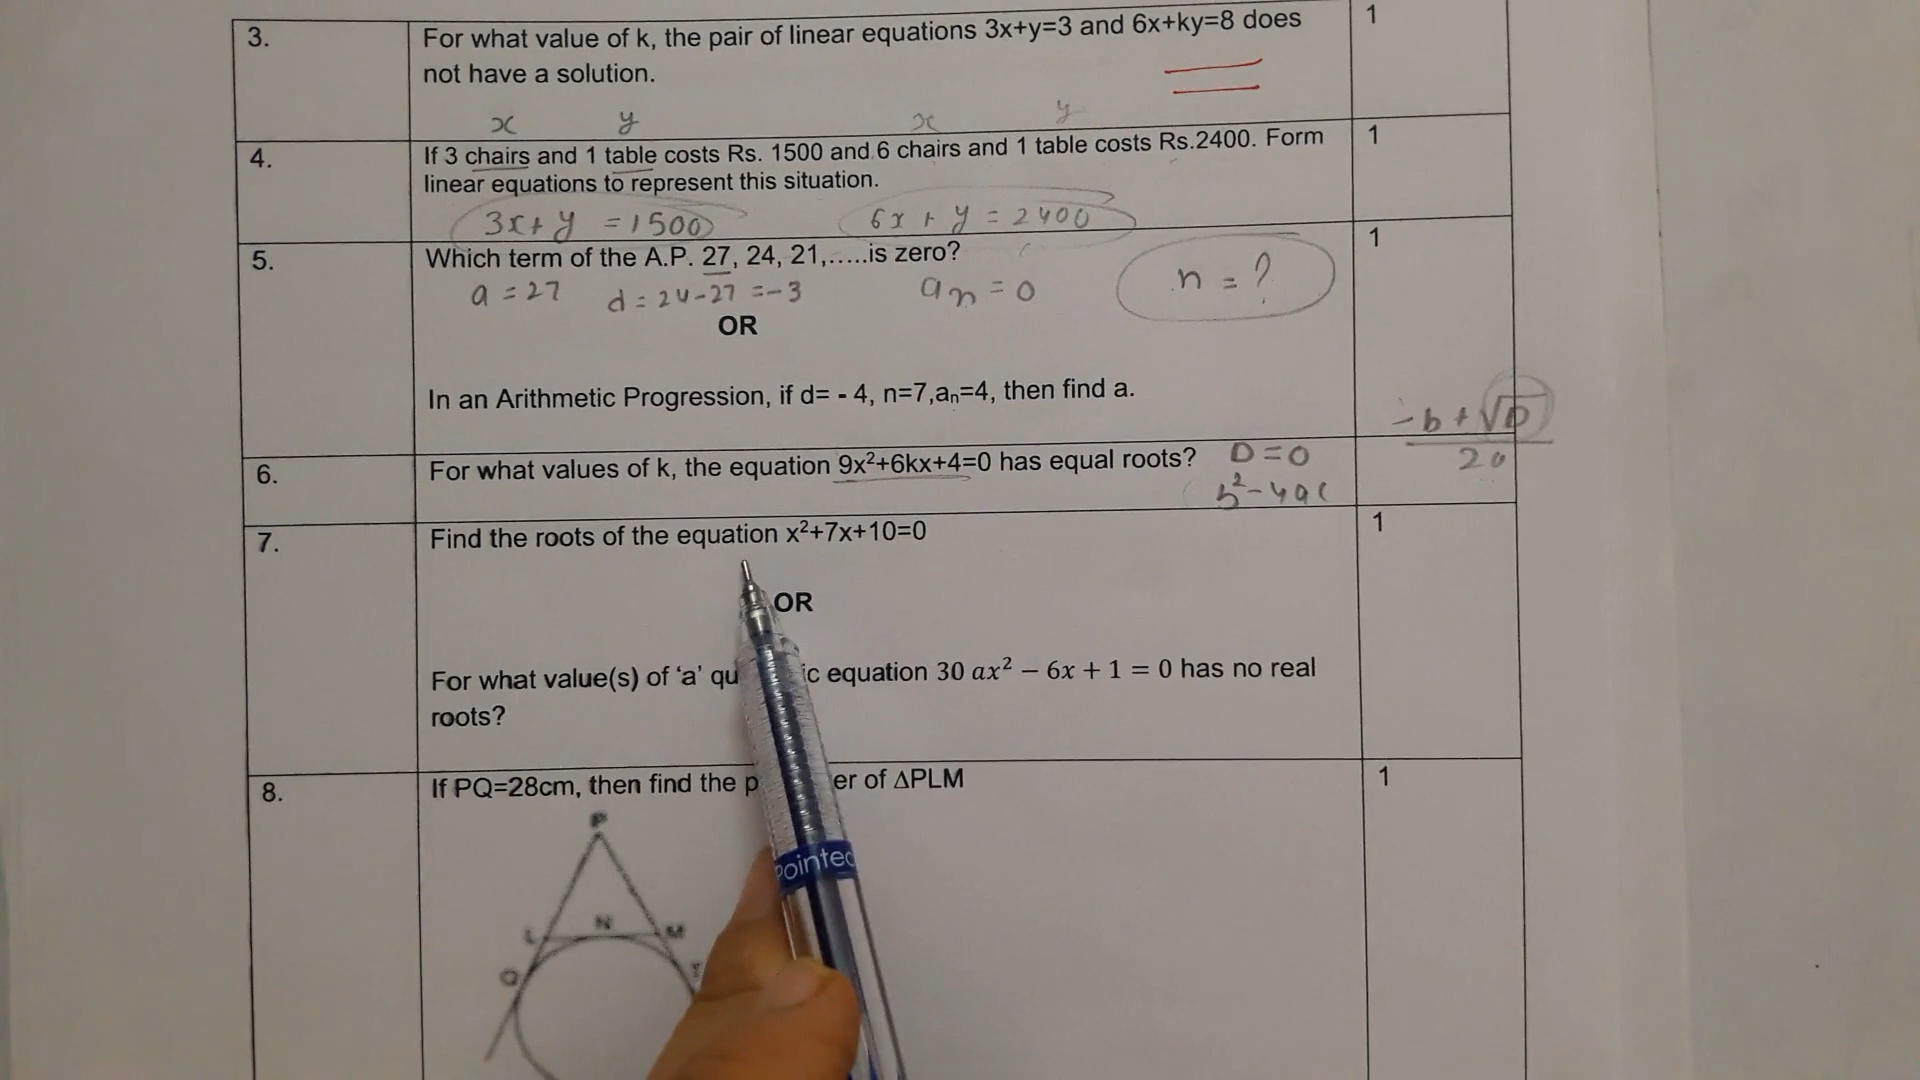 3. For what value of k, the pair of linear equations 3x+y=3 and 6x+ky=8 does 1
not have a solution.
x y x y
4. If 3 chairs and 1 table costs Rs. 1500 and 6 chairs and 1 table costs Rs.2400. Form 1
linear equations to represent this situation.
3x+y =1500 6x + y = 2400
5. Which term of the A.P. 27, 24, 21,.....is zero? 1
a = 27 d = 24-27 =-3 an = 0 n = ?
OR
In an Arithmetic Progression, if d= - 4, n=7,aₙ=4, then find a.
-b + √D
2a
6. For what values of k, the equation 9x²+6kx+4=0 has equal roots? D=0
b²-4ac
7. Find the roots of the equation x²+7x+10=0 1
OR
For what value(s) of ‘a’ qu c equation 30 ax² − 6x + 1 = 0 has no real
roots?
8. If PQ=28cm, then find the p er of ΔPLM 1
P
L N M
Q T
Pointed